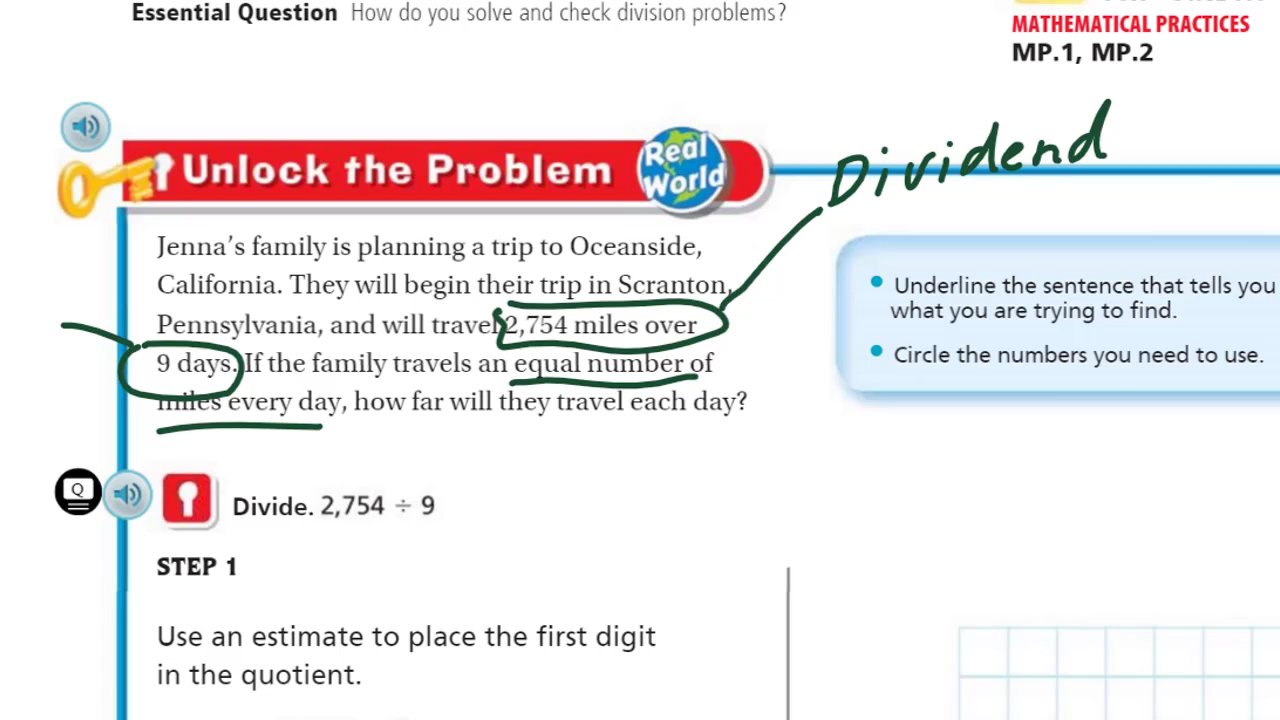 Essential Question How do you solve and check division problems?
MATHEMATICAL PRACTICES
MP.1, MP.2
Unlock the Problem
Real
World
Dividend
Jenna's family is planning a trip to Oceanside,
California. They will begin their trip in Scranton,
Pennsylvania, and will travel 2,754 miles over
9 days. If the family travels an equal number of
miles every day, how far will they travel each day?
Underline the sentence that tells you
what you are trying to find.
Circle the numbers you need to use.
Q
Divide. 2,754 ÷ 9
STEP 1
Use an estimate to place the first digit
in the quotient.